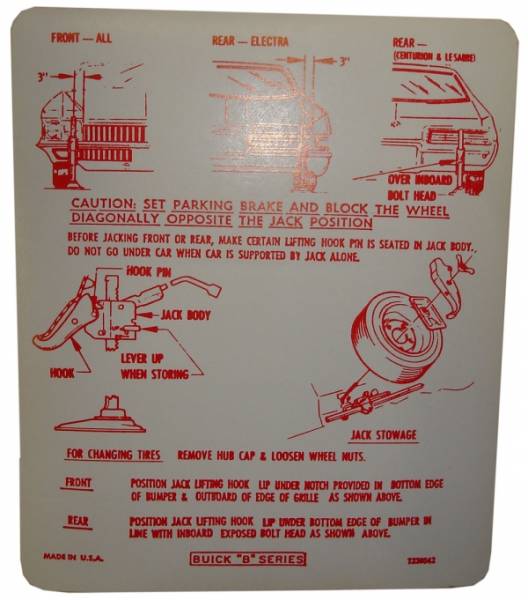 FRONT — ALL
REAR — ELECTRA
REAR —
(CENTURION & LE SABRE)
3"
3"
OVER INBOARD
BOLT HEAD
CAUTION: SET PARKING BRAKE AND BLOCK THE WHEEL
DIAGONALLY OPPOSITE THE JACK POSITION
BEFORE JACKING FRONT OR REAR, MAKE CERTAIN LIFTING HOOK PIN IS SEATED IN JACK BODY.
DO NOT GO UNDER CAR WHEN CAR IS SUPPORTED BY JACK ALONE.
HOOK PIN
JACK BODY
LEVER UP
WHEN STORING
HOOK
JACK STOWAGE
FOR CHANGING TIRES REMOVE HUB CAP & LOOSEN WHEEL NUTS.
FRONT POSITION JACK LIFTING HOOK LIP UNDER NOTCH PROVIDED IN BOTTOM EDGE
OF BUMPER & OUTBOARD OF EDGE OF GRILLE AS SHOWN ABOVE.
REAR POSITION JACK LIFTING HOOK LIP UNDER BOTTOM EDGE OF BUMPER IN
LINE WITH INBOARD EXPOSED BOLT HEAD AS SHOWN ABOVE.
MADE IN U.S.A.
BUICK "B" SERIES